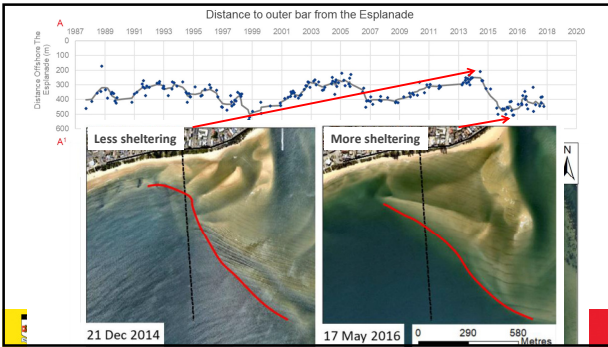 Distance to outer bar from the Esplanade
A
1987 1989 1991 1993 1995 1997 1999 2001 2003 2005 2007 2009 2011 2013 2015 2017 2018 2020
Distance Offshore The
Esplanade (m)
0
100
200
300
400
500
600
A¹
Less sheltering
More sheltering
N
21 Dec 2014
17 May 2016
0 290 580
Metres